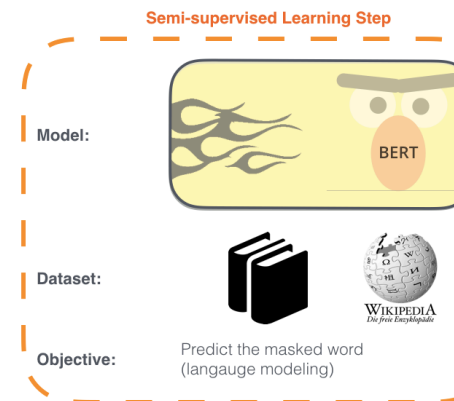 Semi-supervised Learning Step
Model:
BERT
Dataset:
WIKIPEDIA
Die freie Enzyklopädie
Objective:
Predict the masked word
(langauge modeling)